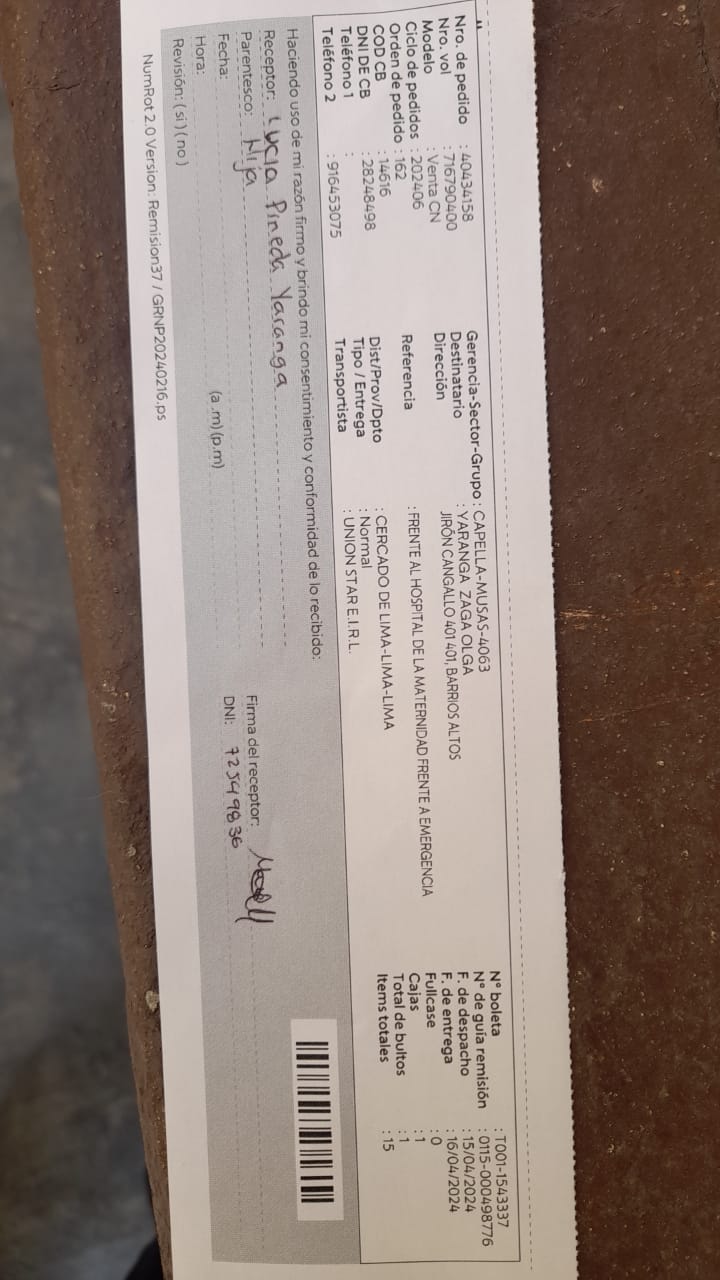 Nro. de pedido : 40434158
Nro. vol : 716790400
Modelo : Venta CN
Ciclo de pedidos : 202406
Orden de pedido : 162
COD CB : 14616
DNI DE CB : 28248498
Teléfono 1 :
Teléfono 2 : 916453075
Gerencia-Sector-Grupo : CAPELLA-MUSAS-4063
Destinatario : YARANGA ZAGA OLGA
Dirección JIRÓN CANGALLO 401 401, BARRIOS ALTOS
Referencia : FRENTE AL HOSPITAL DE LA MATERNIDAD FRENTE A EMERGENCIA
Dist/Prov/Dpto : CERCADO DE LIMA-LIMA-LIMA
Tipo / Entrega : Normal
Transportista : UNION STAR E.I.R.L.
N° boleta : T001-1543337
N° de guía remisión : 0115-000498776
F. de despacho : 15/04/2024
F. de entrega : 16/04/2024
Fullcase : 0
Cajas : 1
Total de bultos : 1
Items totales : 15
Haciendo uso de mi razón firmo y brindo mi consentimiento y conformidad de lo recibido:
Receptor: Lucia Pineda Yaranga
Parentesco: Hija
Fecha:
Hora: (a .m) (p.m)
Revisión: ( si ) ( no )
Firma del receptor:
DNI: 72549836
NumRot 2.0 Version: Remision37 / GRNP20240216.ps